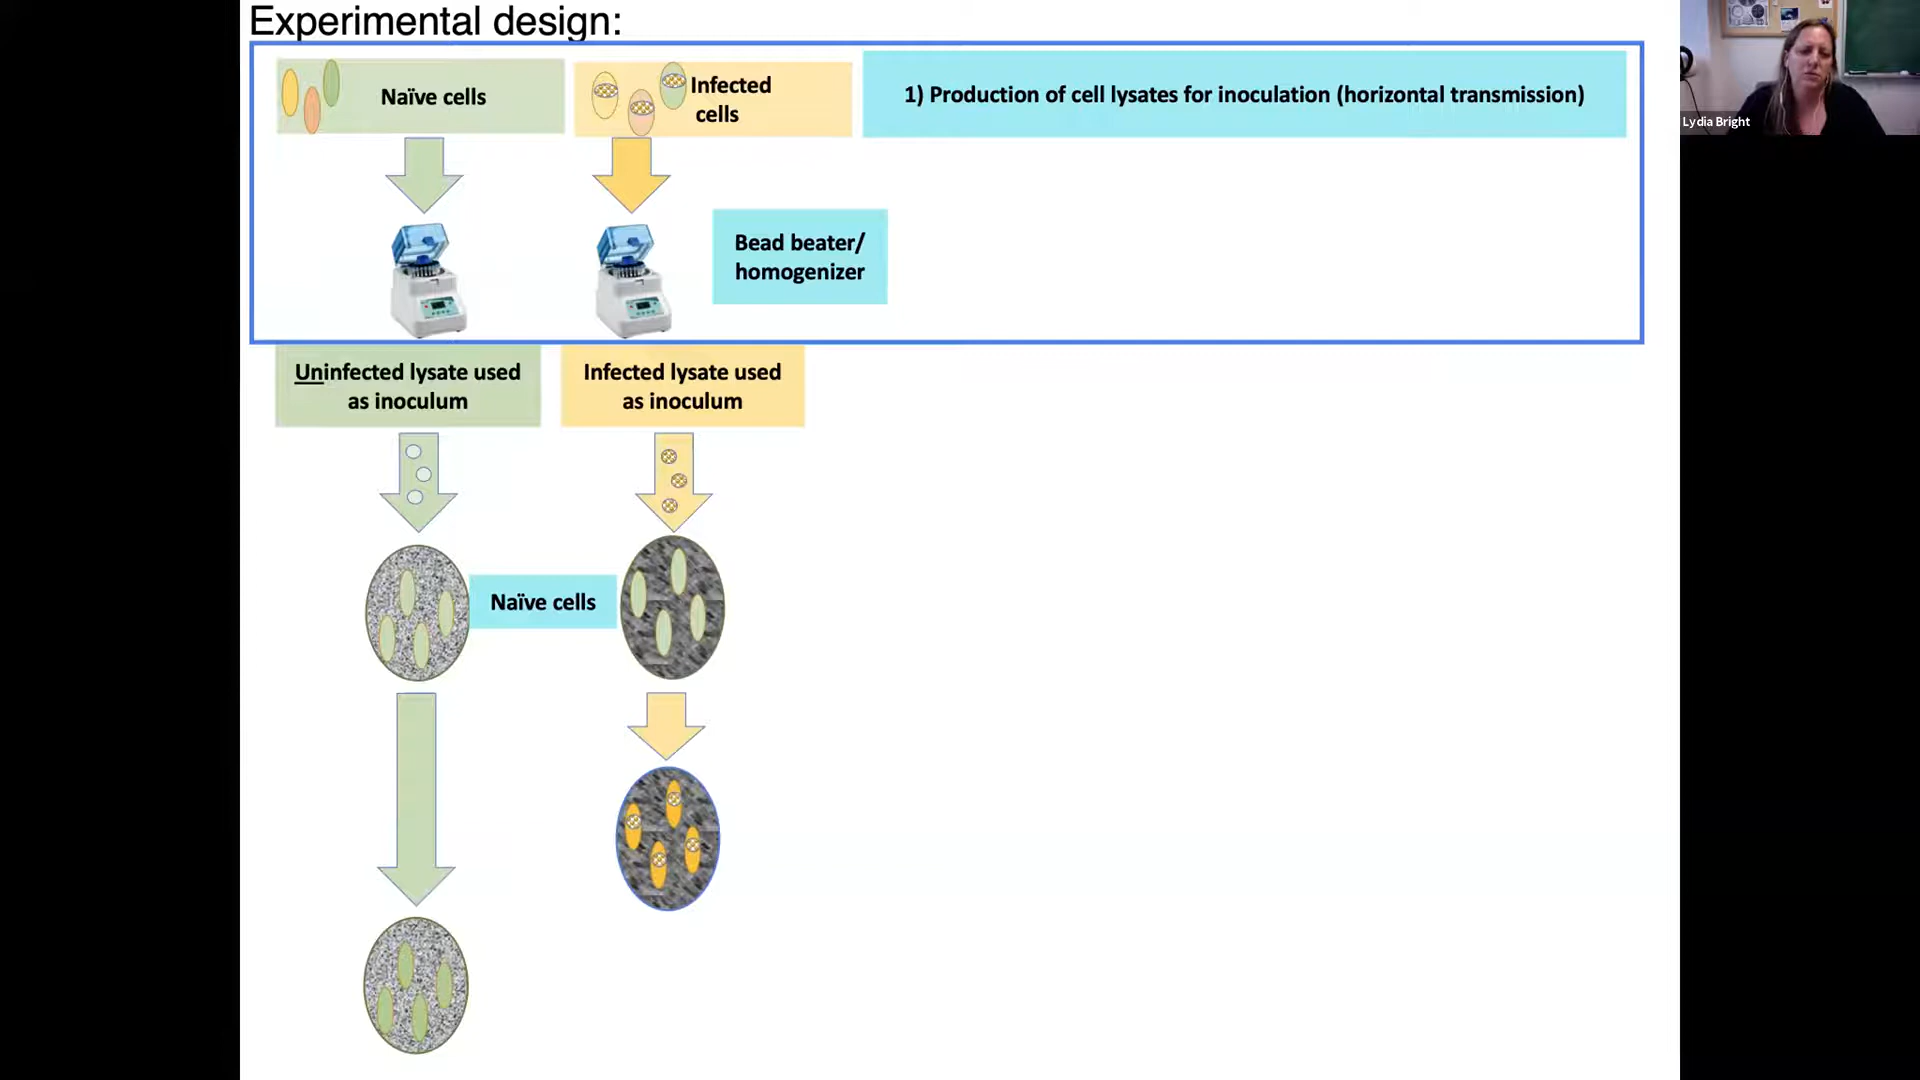 Experimental design:
Naïve cells
Infected
cells
1) Production of cell lysates for inoculation (horizontal transmission)
Lydia Bright
Bead beater/
homogenizer
Uninfected lysate used
as inoculum
Infected lysate used
as inoculum
Naïve cells